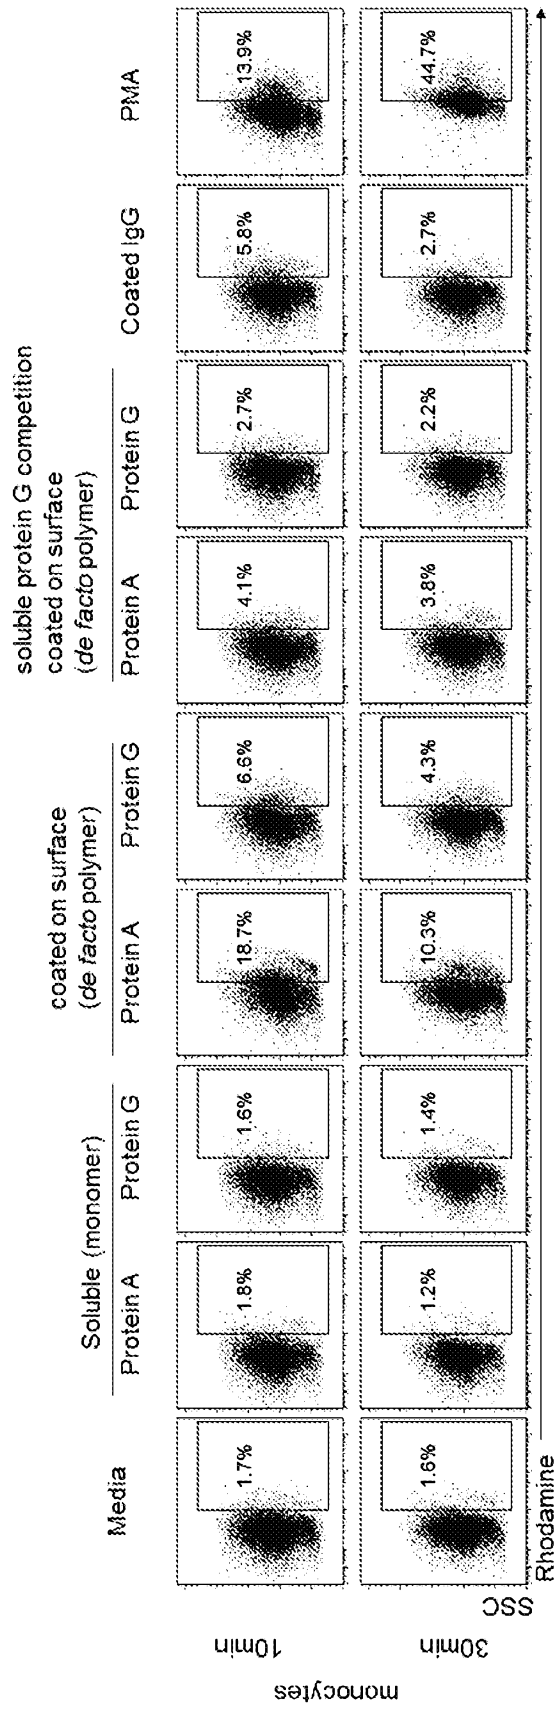 soluble protein G competition
coated on surface
(de facto polymer)
coated on surface
(de facto polymer)
Soluble (monomer)
Media
Protein A
Protein G
Protein A
Protein G
Protein A
Protein G
Coated IgG
PMA
monocytes
10min
1.7%
1.8%
1.6%
18.7%
6.6%
4.1%
2.7%
5.8%
13.9%
30min
1.6%
1.2%
1.4%
10.3%
4.3%
3.8%
2.2%
2.7%
44.7%
SSC
Rhodamine